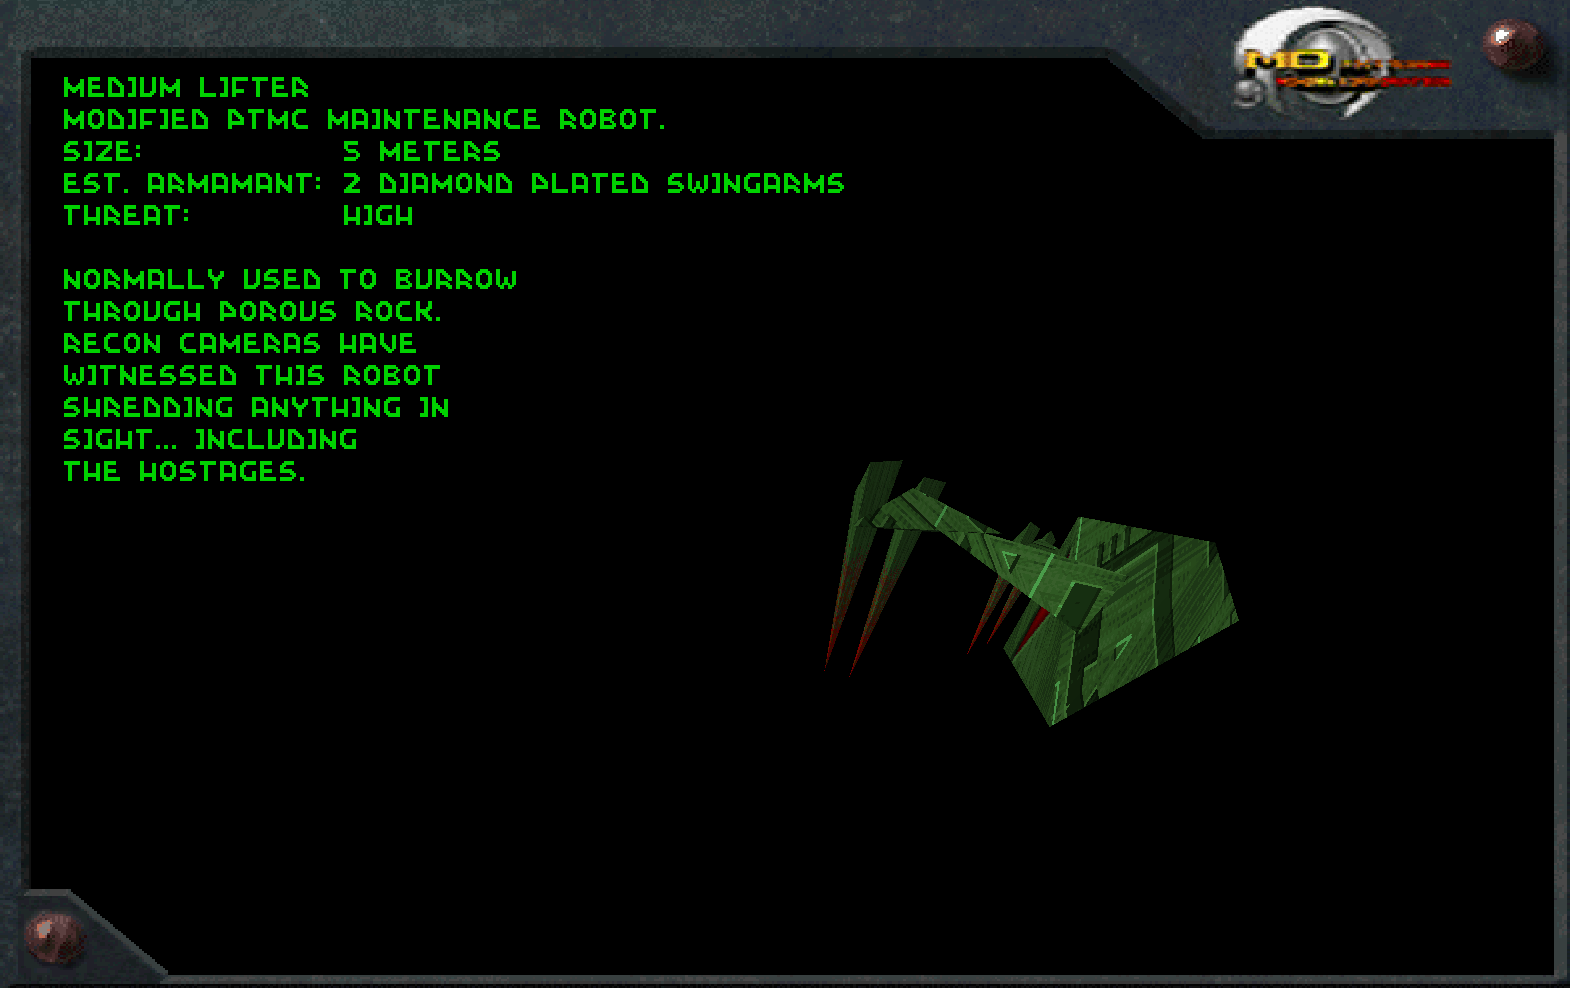 MEDIUM LIFTER
MODIFIED PTMC MAINTENANCE ROBOT.
SIZE: 5 METERS
EST. ARMAMANT: 2 DIAMOND PLATED SWINGARMS
THREAT: HIGH
NORMALLY USED TO BURROW
THROUGH POROUS ROCK.
RECON CAMERAS HAVE
WITNESSED THIS ROBOT
SHREDDING ANYTHING IN
SIGHT... INCLUDING
THE HOSTAGES.
MD